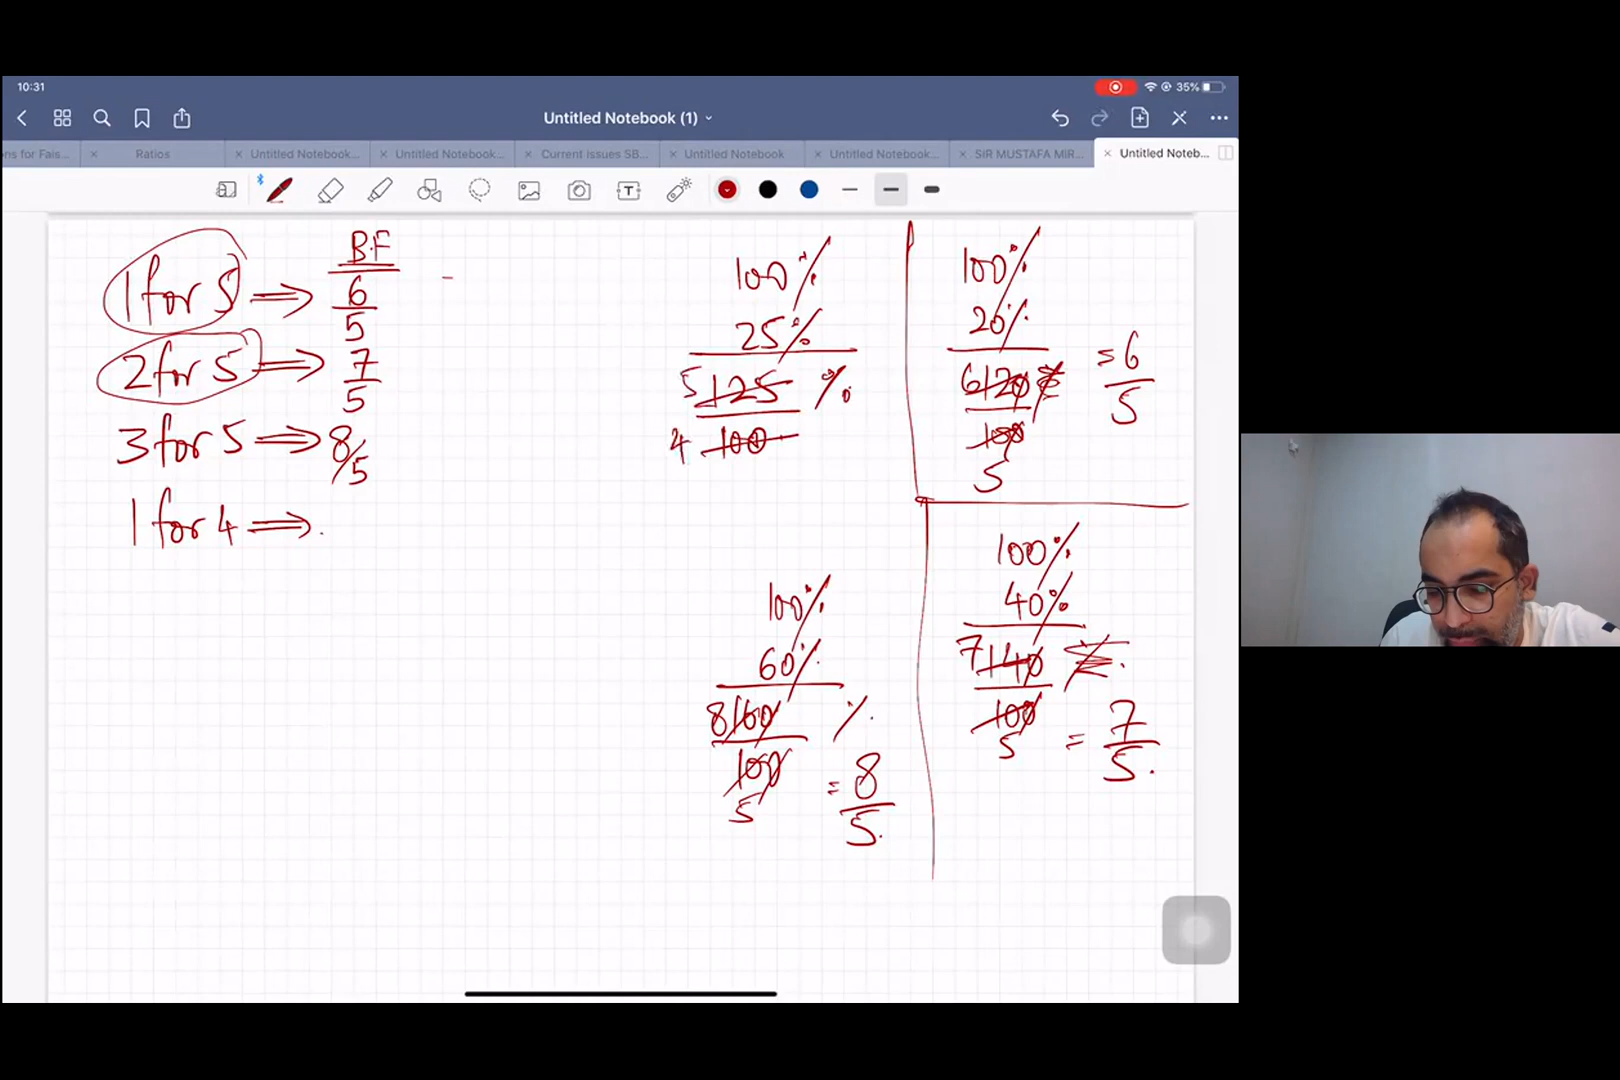 10:31
35%
Untitled Notebook (1)
ns for Fais...
Ratios
Untitled Notebook...
Untitled Notebook...
Current issues SB...
Untitled Notebook
Untitled Notebook...
SIR MUSTAFA MIR...
Untitled Noteb...
B.F
1 for 5 ⟹ 6/5
2 for 5 ⟹ 7/5
3 for 5 ⟹ 8/5
1 for 4 ⟹
100%
25%
5 125 %
4 100
100%
20%
6 120 %
100
5
= 6/5
100%
60%
8 160 %
100
5
= 8/5
100%
40%
7 140
100
5
= 7/5